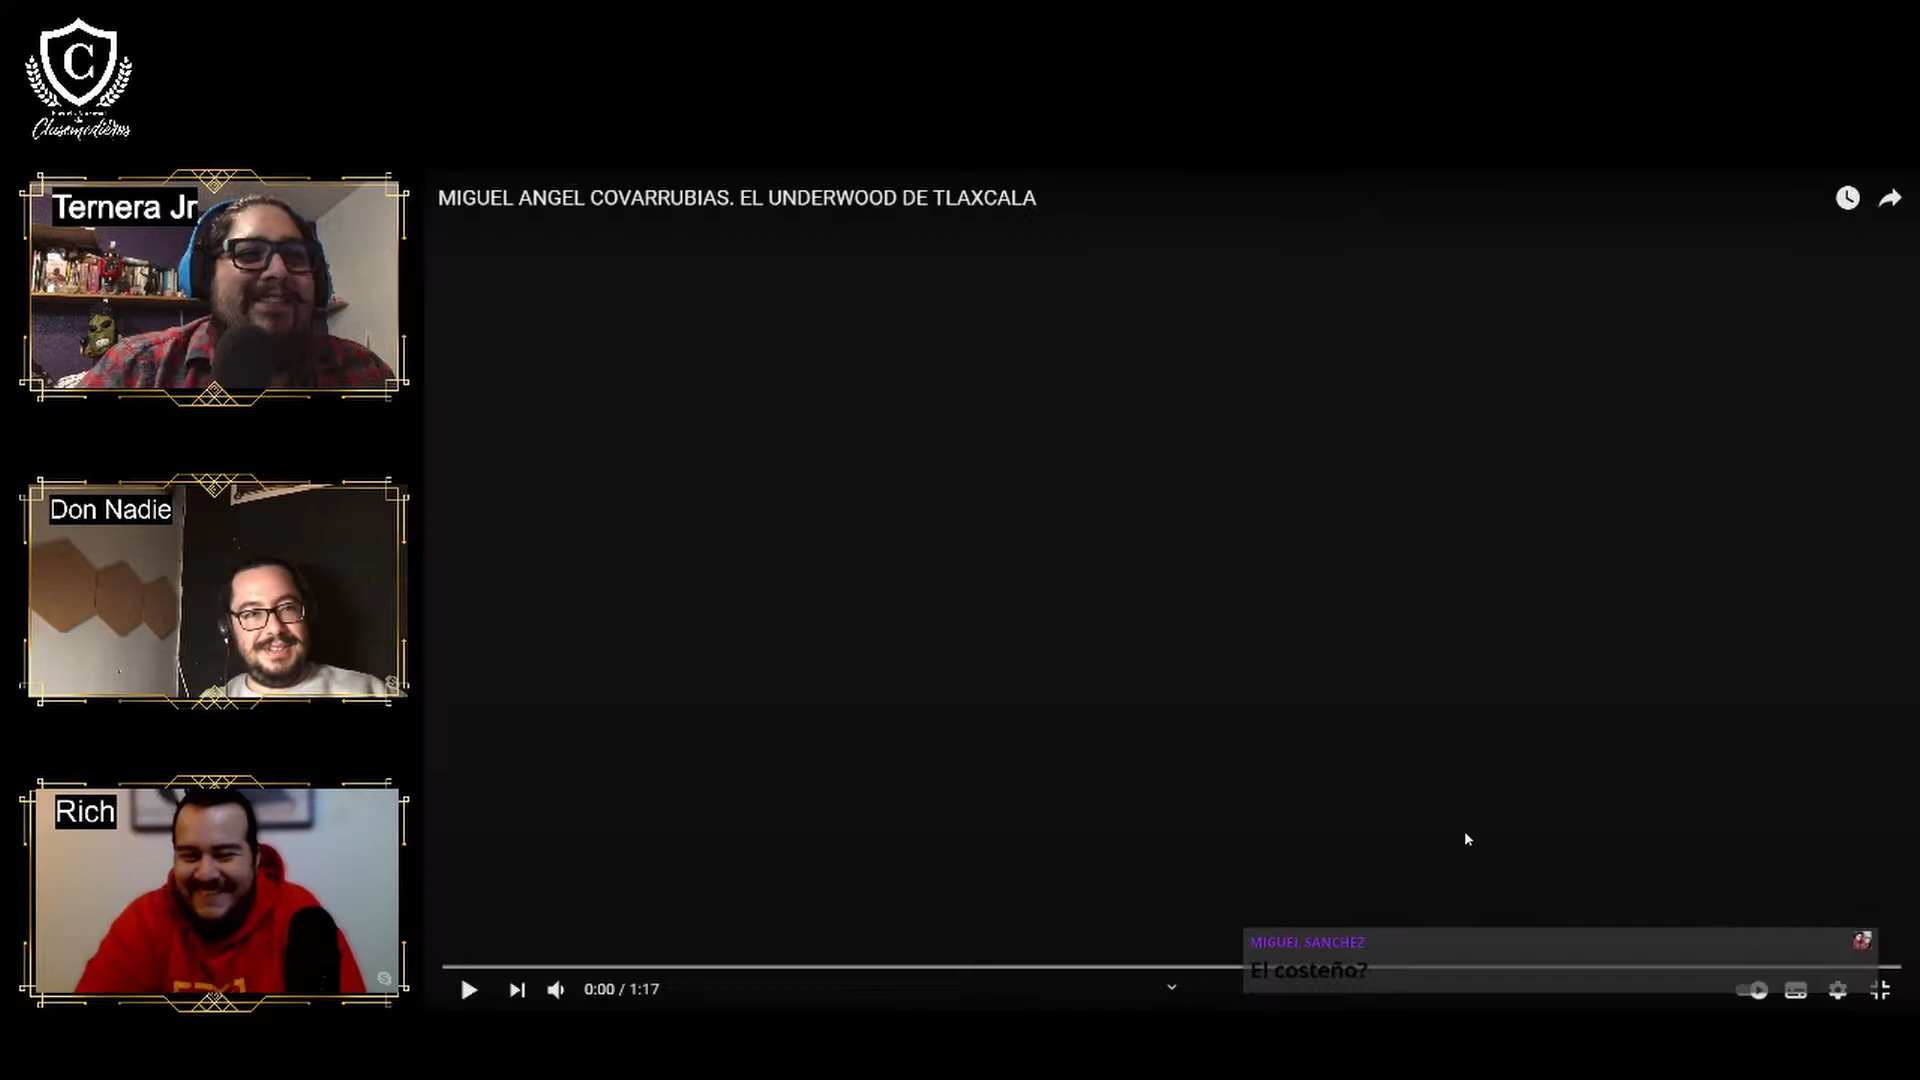 C
Clasemedieros
Ternera Jr
MIGUEL ANGEL COVARRUBIAS. EL UNDERWOOD DE TLAXCALA
Don Nadie
Rich
MIGUEL SANCHEZ
El costeño?
0:00 / 1:17